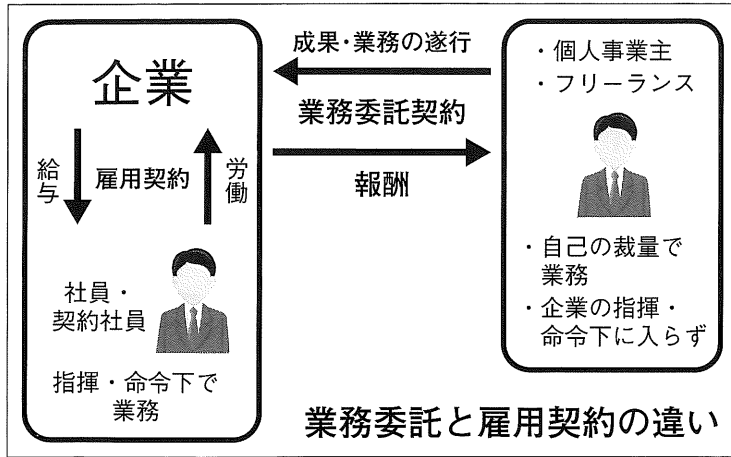 企業
給与
雇用契約
労働
社員・
契約社員
指揮・命令下で
業務
成果・業務の遂行
業務委託契約
報酬
・個人事業主
・フリーランス
・自己の裁量で
業務
・企業の指揮・
命令下に入らず
業務委託と雇用契約の違い